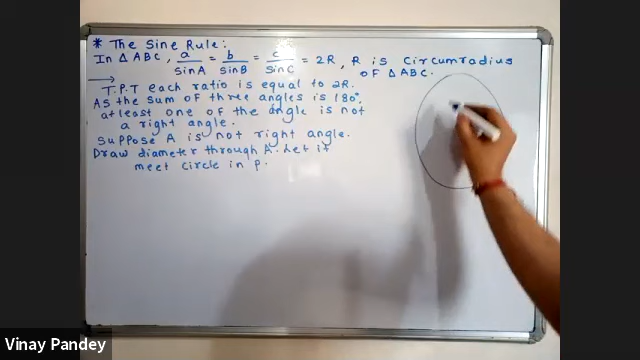 * The Sine Rule:
In △ABC, a/sinA = b/sinB = c/sinC = 2R, R is Circumradius
OF △ABC.
→ T.P.T each ratio is equal to 2R.
As the sum of three angles is 180°,
at least one of the angle is not
a right angle.
Suppose A is not right angle.
Draw diameter through A. Let it
meet circle in P.
Vinay Pandey